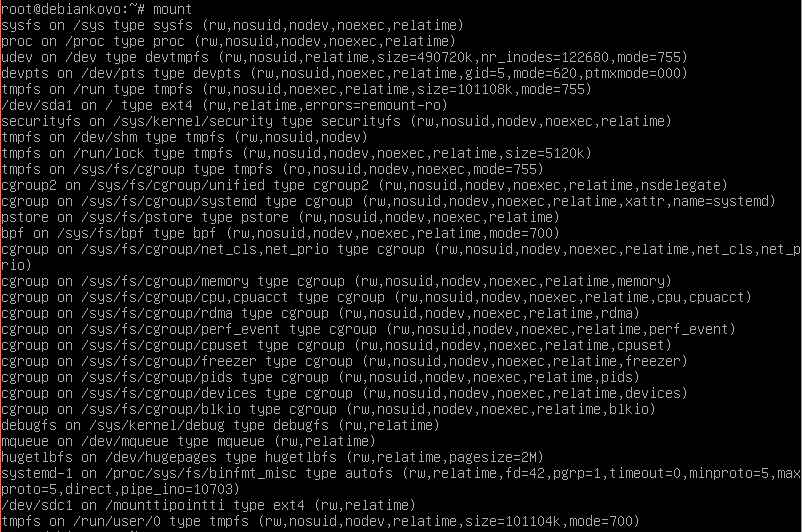 root@debiankovo:~# mount
sysfs on /sys type sysfs (rw,nosuid,nodev,noexec,relatime)
proc on /proc type proc (rw,nosuid,nodev,noexec,relatime)
udev on /dev type devtmpfs (rw,nosuid,relatime,size=490720k,nr_inodes=122680,mode=755)
devpts on /dev/pts type devpts (rw,nosuid,noexec,relatime,gid=5,mode=620,ptmxmode=000)
tmpfs on /run type tmpfs (rw,nosuid,noexec,relatime,size=101108k,mode=755)
/dev/sda1 on / type ext4 (rw,relatime,errors=remount-ro)
securityfs on /sys/kernel/security type securityfs (rw,nosuid,nodev,noexec,relatime)
tmpfs on /dev/shm type tmpfs (rw,nosuid,nodev)
tmpfs on /run/lock type tmpfs (rw,nosuid,nodev,noexec,relatime,size=5120k)
tmpfs on /sys/fs/cgroup type tmpfs (ro,nosuid,nodev,noexec,mode=755)
cgroup2 on /sys/fs/cgroup/unified type cgroup2 (rw,nosuid,nodev,noexec,relatime,nsdelegate)
cgroup on /sys/fs/cgroup/systemd type cgroup (rw,nosuid,nodev,noexec,relatime,xattr,name=systemd)
pstore on /sys/fs/pstore type pstore (rw,nosuid,nodev,noexec,relatime)
bpf on /sys/fs/bpf type bpf (rw,nosuid,nodev,noexec,relatime,mode=700)
cgroup on /sys/fs/cgroup/net_cls,net_prio type cgroup (rw,nosuid,nodev,noexec,relatime,net_cls,net_p
rio)
cgroup on /sys/fs/cgroup/memory type cgroup (rw,nosuid,nodev,noexec,relatime,memory)
cgroup on /sys/fs/cgroup/cpu,cpuacct type cgroup (rw,nosuid,nodev,noexec,relatime,cpu,cpuacct)
cgroup on /sys/fs/cgroup/rdma type cgroup (rw,nosuid,nodev,noexec,relatime,rdma)
cgroup on /sys/fs/cgroup/perf_event type cgroup (rw,nosuid,nodev,noexec,relatime,perf_event)
cgroup on /sys/fs/cgroup/cpuset type cgroup (rw,nosuid,nodev,noexec,relatime,cpuset)
cgroup on /sys/fs/cgroup/freezer type cgroup (rw,nosuid,nodev,noexec,relatime,freezer)
cgroup on /sys/fs/cgroup/pids type cgroup (rw,nosuid,nodev,noexec,relatime,pids)
cgroup on /sys/fs/cgroup/devices type cgroup (rw,nosuid,nodev,noexec,relatime,devices)
cgroup on /sys/fs/cgroup/blkio type cgroup (rw,nosuid,nodev,noexec,relatime,blkio)
debugfs on /sys/kernel/debug type debugfs (rw,relatime)
mqueue on /dev/mqueue type mqueue (rw,relatime)
hugetlbfs on /dev/hugepages type hugetlbfs (rw,relatime,pagesize=2M)
systemd-1 on /proc/sys/fs/binfmt_misc type autofs (rw,relatime,fd=42,pgrp=1,timeout=0,minproto=5,max
proto=5,direct,pipe_ino=10703)
/dev/sdc1 on /mounttipointti type ext4 (rw,relatime)
tmpfs on /run/user/0 type tmpfs (rw,nosuid,nodev,relatime,size=101104k,mode=700)